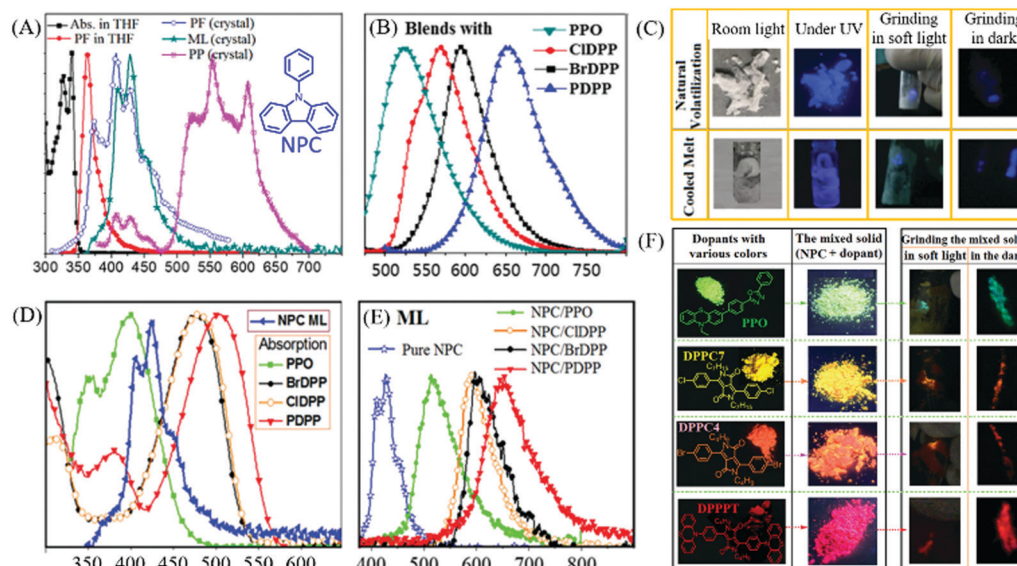 (A)
Abs. in THF
PF in THF
PF (crystal)
ML (crystal)
PP (crystal)
NPC
300 350 400 450 500 550 600 650 700
(B) Blends with
PPO
ClDPP
BrDPP
PDPP
500 550 600 650 700 750
(C)
Room light
Under UV
Grinding
in soft light
Grinding
in dark
Natural
Volatilization
Cooled Melt
(D)
NPC ML
Absorption
PPO
BrDPP
ClDPP
PDPP
350 400 450 500 550 600
(E) ML
Pure NPC
NPC/PPO
NPC/ClDPP
NPC/BrDPP
NPC/PDPP
400 500 600 700 800
(F)
Dopants with
various colors
The mixed solid
(NPC + dopant)
Grinding the mixed sol
in soft light
in the da
PPO
DPPC7
DPPC4
DPPPT